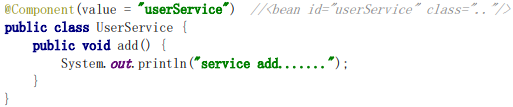 @Component(value = "userService")  //<bean id="userService" class=".."/>
public class UserService {
    public void add() {
        System.out.println("service add.......");
    }
}